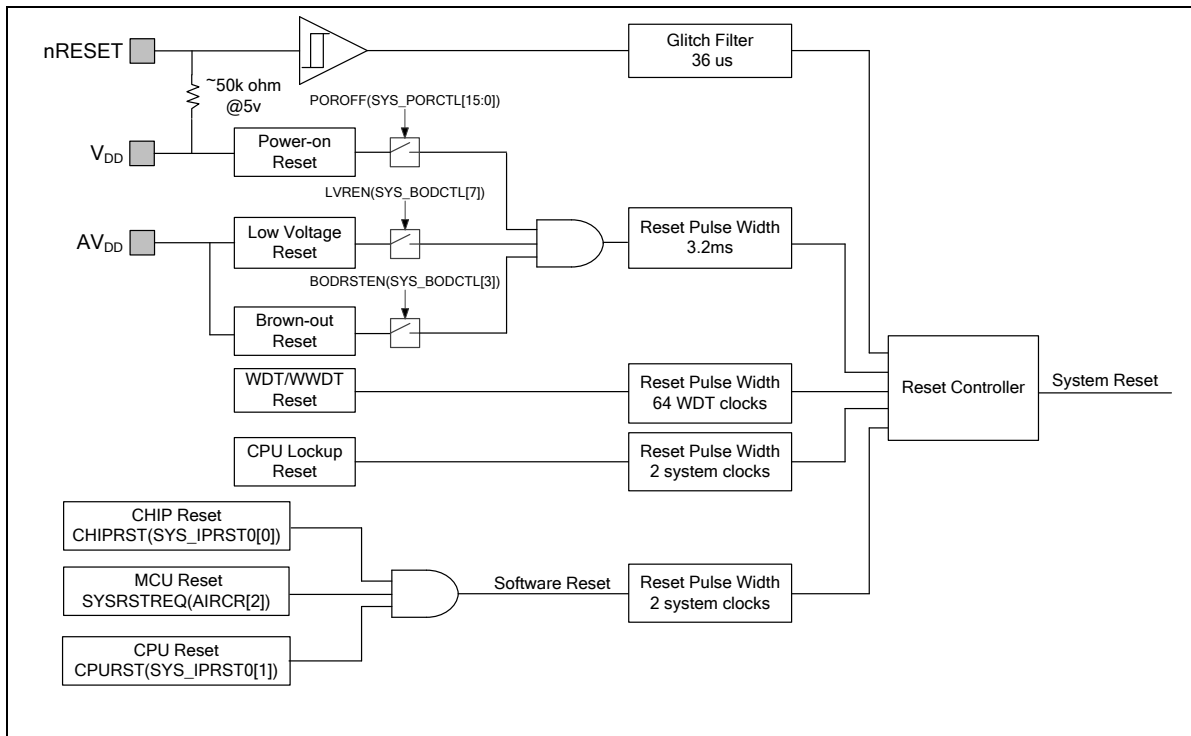 nRESET
Glitch Filter
36 us
~50k ohm
@5v
POROFF(SYS_PORCTL[15:0])
VDD
Power-on
Reset
LVREN(SYS_BODCTL[7])
AVDD
Low Voltage
Reset
Reset Pulse Width
3.2ms
BODRSTEN(SYS_BODCTL[3])
Brown-out
Reset
WDT/WWDT
Reset
Reset Pulse Width
64 WDT clocks
Reset Controller
System Reset
CPU Lockup
Reset
Reset Pulse Width
2 system clocks
CHIP Reset
CHIPRST(SYS_IPRST0[0])
MCU Reset
SYSRSTREQ(AIRCR[2])
Software Reset
Reset Pulse Width
2 system clocks
CPU Reset
CPURST(SYS_IPRST0[1])